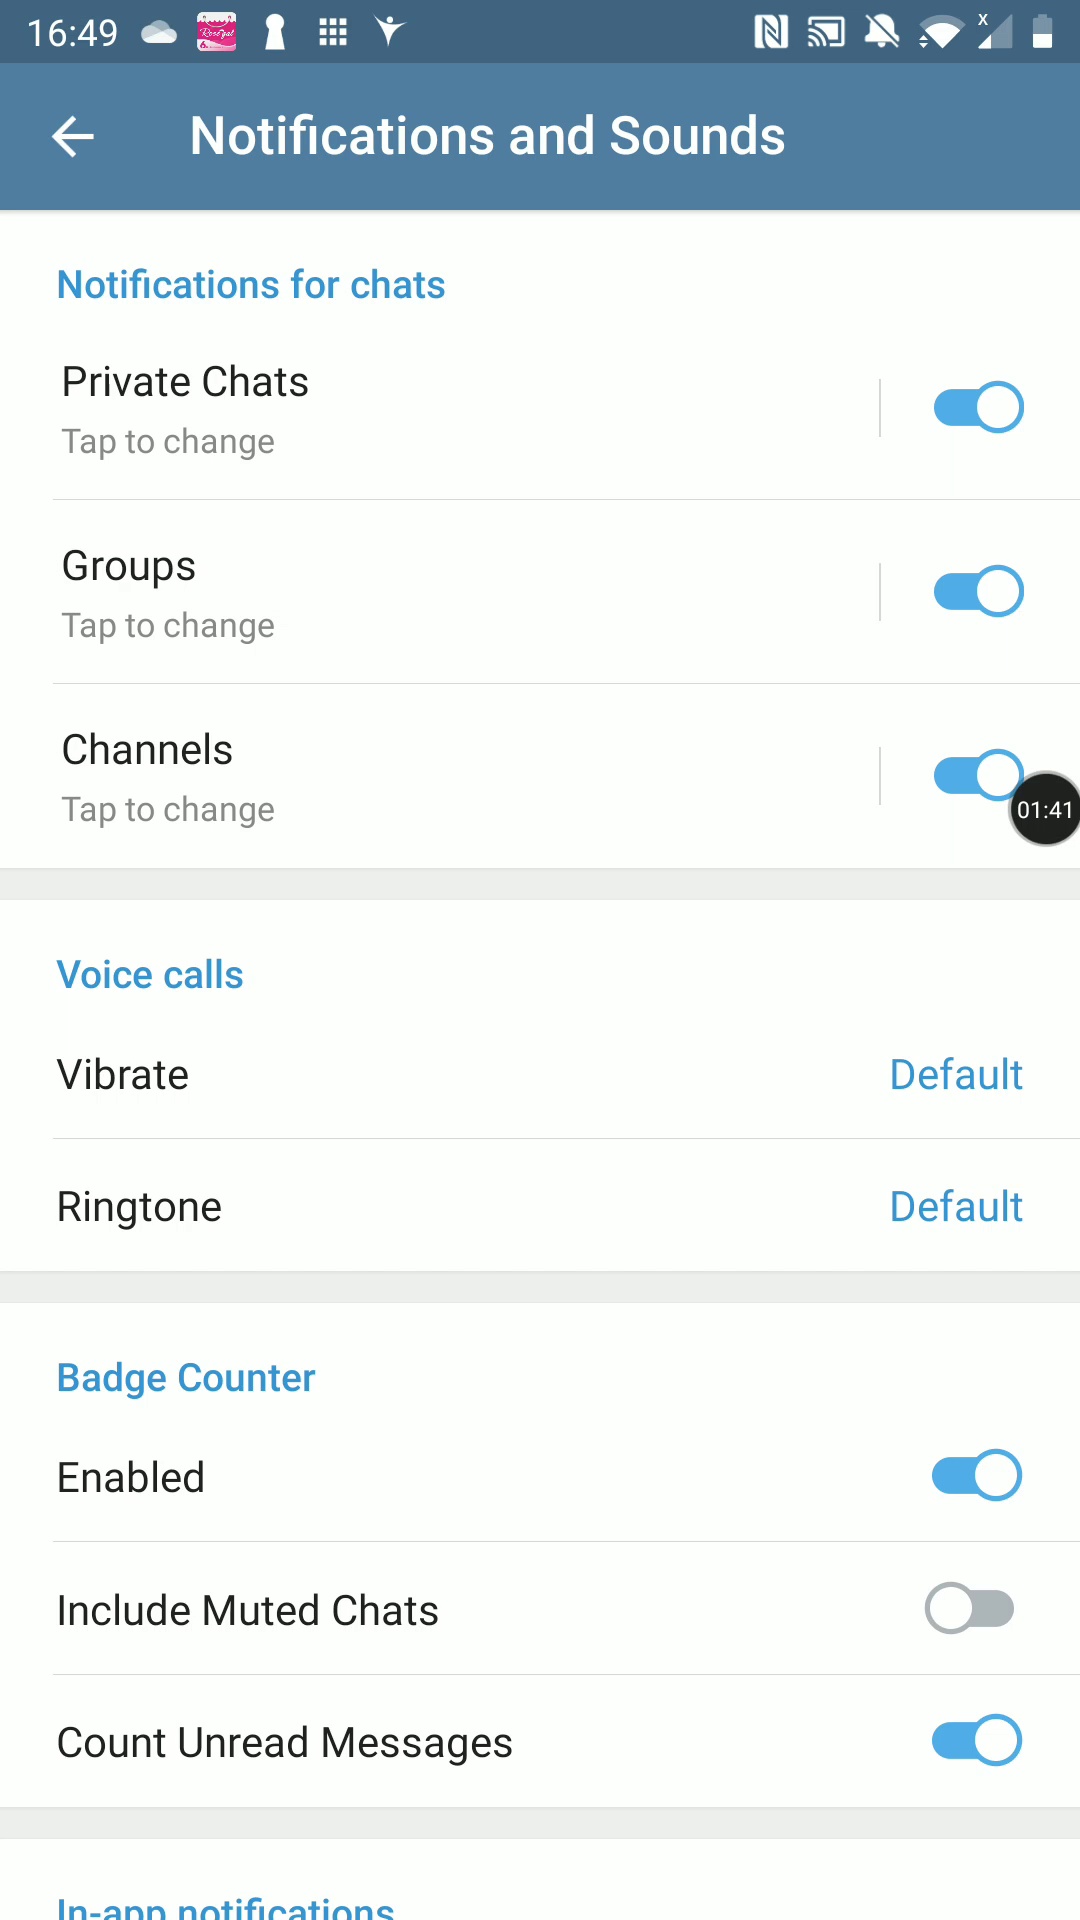 16:49
Rosegal
X
Notifications and Sounds
Notifications for chats
Private Chats
Tap to change
Groups
Tap to change
Channels
Tap to change
01:41
Voice calls
Vibrate Default
Ringtone Default
Badge Counter
Enabled
Include Muted Chats
Count Unread Messages
In-app notifications